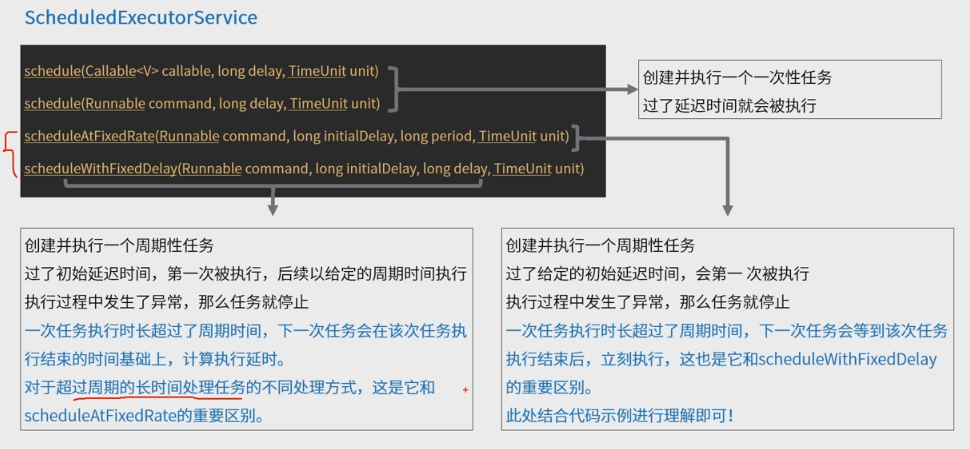 ScheduledExecutorService
schedule(Callable<V> callable, long delay, TimeUnit unit)
schedule(Runnable command, long delay, TimeUnit unit)
scheduleAtFixedRate(Runnable command, long initialDelay, long period, TimeUnit unit)
scheduleWithFixedDelay(Runnable command, long initialDelay, long delay, TimeUnit unit)
创建并执行一个一次性任务
过了延迟时间就会被执行
创建并执行一个周期性任务
过了初始延迟时间，第一次被执行，后续以给定的周期时间执行
执行过程中发生了异常，那么任务就停止
一次任务执行时长超过了周期时间，下一次任务会在该次任务执
行结束的时间基础上，计算执行延时。
对于超过周期的长时间处理任务的不同处理方式，这是它和
scheduleAtFixedRate的重要区别。
创建并执行一个周期性任务
过了给定的初始延迟时间，会第一 次被执行
执行过程中发生了异常，那么任务就停止
一次任务执行时长超过了周期时间，下一次任务会等到该次任务
执行结束后，立刻执行，这也是它和scheduleWithFixedDelay
的重要区别。
此处结合代码示例进行理解即可！